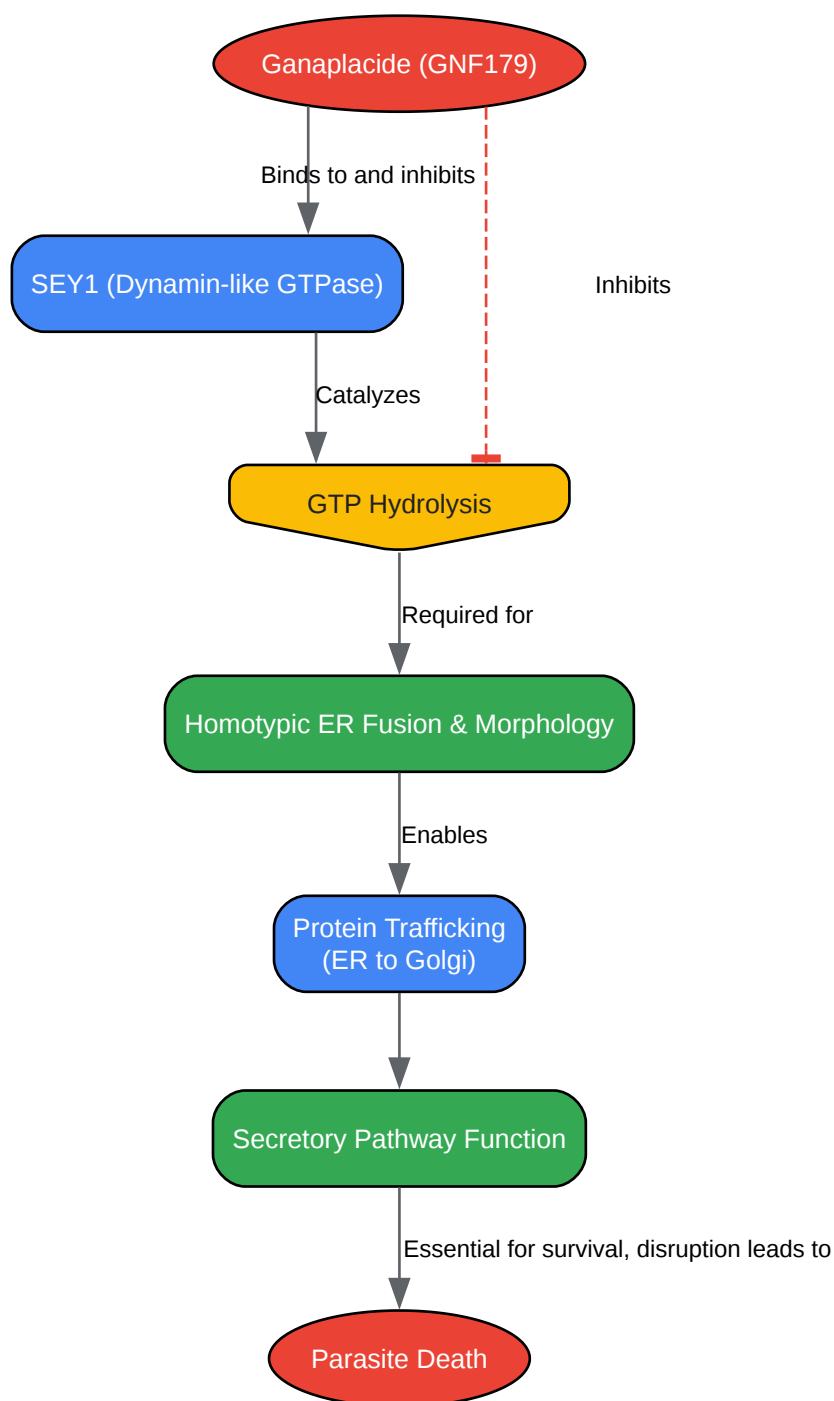 Ganaplacide (GNF179)
Binds to and inhibits
SEY1 (Dynamin-like GTPase)
Inhibits
Catalyzes
GTP Hydrolysis
Required for
Homotypic ER Fusion & Morphology
Enables
Protein Trafficking
(ER to Golgi)
Secretory Pathway Function
Essential for survival, disruption leads to
Parasite Death